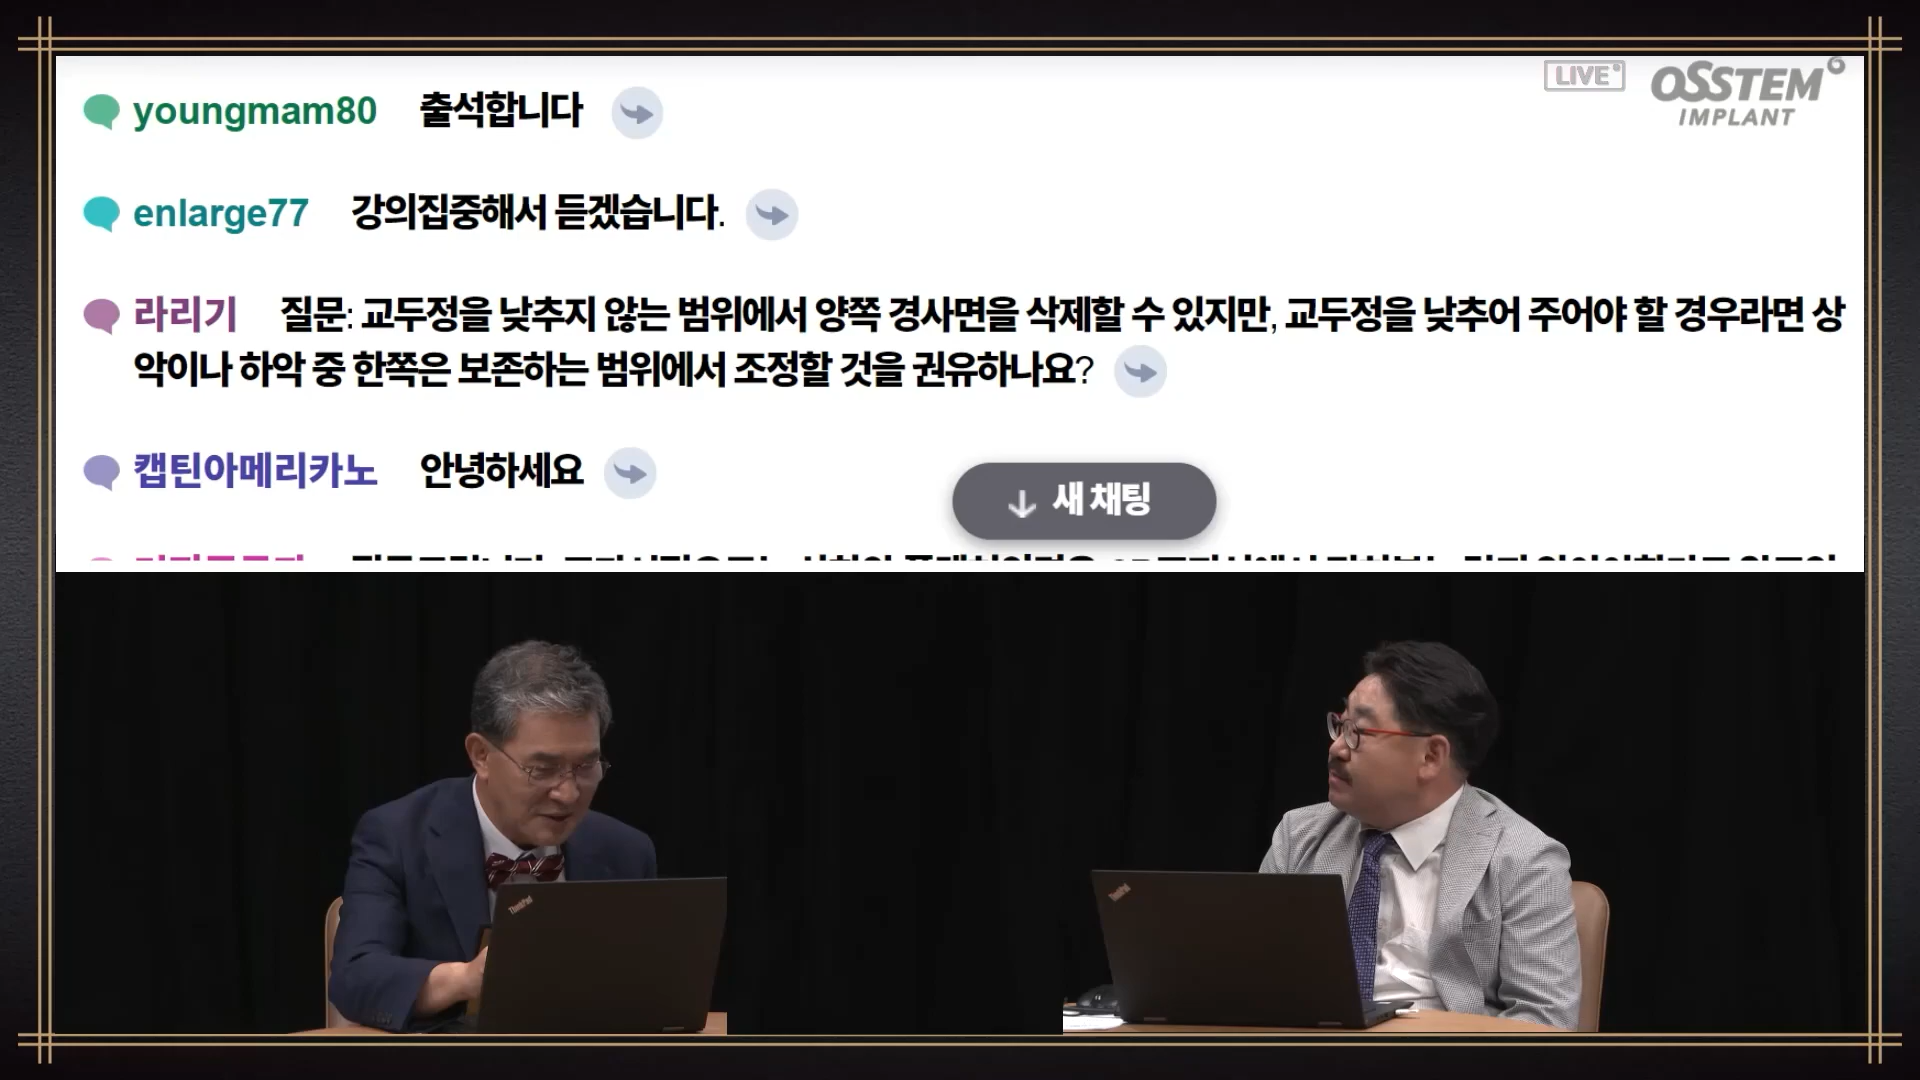 LIVE
OSSTEM
IMPLANT
youngmam80 출석합니다
enlarge77 강의집중해서 듣겠습니다.
라리기 질문: 교두정을 낮추지 않는 범위에서 양쪽 경사면을 삭제할 수 있지만, 교두정을 낮추어 주어야 할 경우라면 상
악이나 하악 중 한쪽은 보존하는 범위에서 조정할 것을 권유하나요?
캡틴아메리카노 안녕하세요
↓ 새 채팅
ThinkPad
ThinkPad